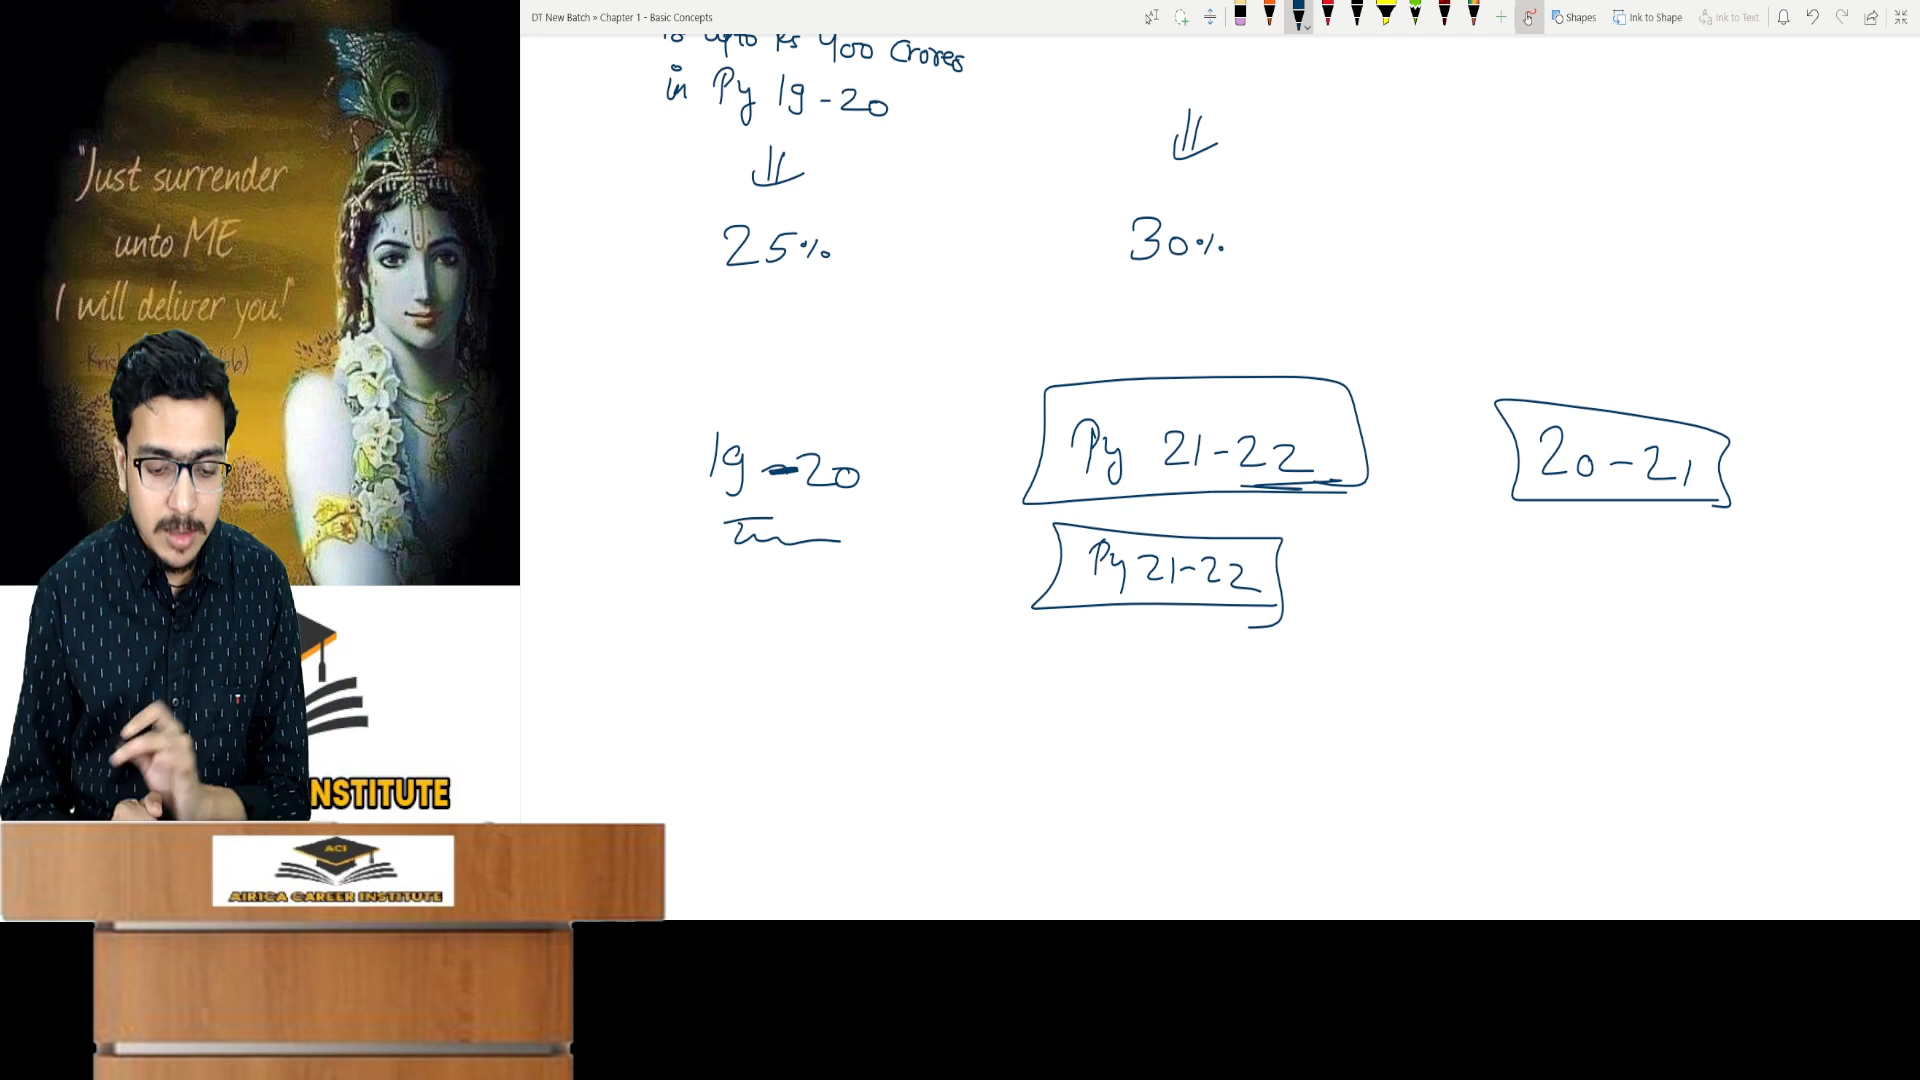 DT New Batch » Chapter 1 - Basic Concepts
Shapes
Ink to Shape
Ink to Text
upto Rs 400 Crores
in Py 19-20
25%
30%
"Just surrender
unto ME
I will deliver you!"
19-20
Py 21-22
20-21
Py 21-22
NSTITUTE
ACI
AIRICA CAREER INSTITUTE